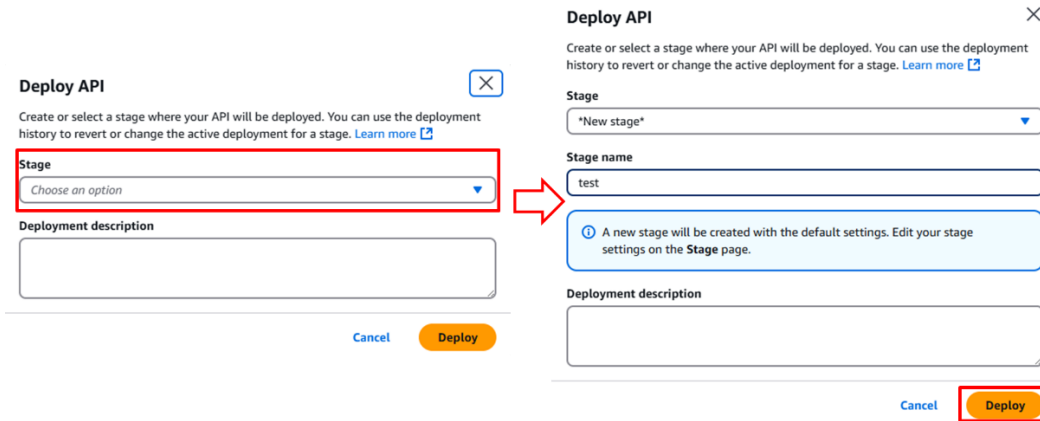 Deploy API
Create or select a stage where your API will be deployed. You can use the deployment
history to revert or change the active deployment for a stage. Learn more
Stage
Choose an option
Deployment description
Cancel
Deploy
Deploy API
Create or select a stage where your API will be deployed. You can use the deployment
history to revert or change the active deployment for a stage. Learn more
Stage
*New stage*
Stage name
test
A new stage will be created with the default settings. Edit your stage
settings on the Stage page.
Deployment description
Cancel
Deploy